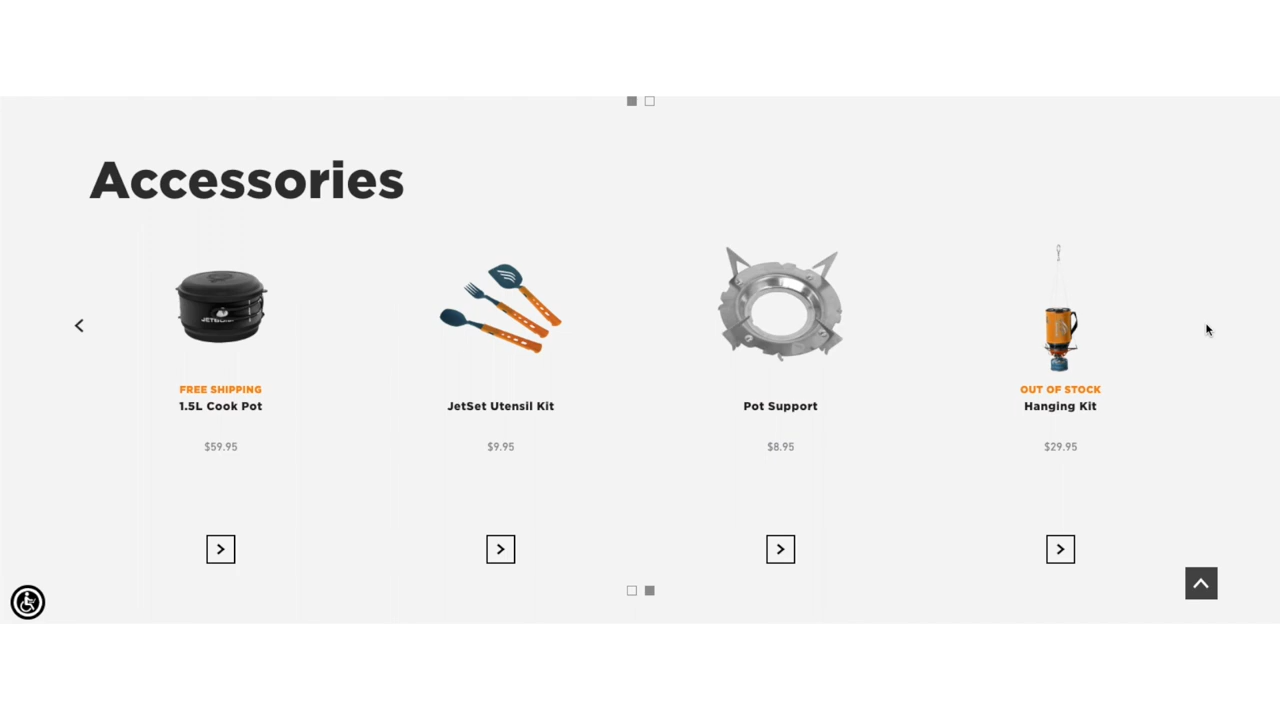 Accessories
FREE SHIPPING
1.5L Cook Pot
$59.95
JetSet Utensil Kit
$9.95
Pot Support
$8.95
OUT OF STOCK
Hanging Kit
$29.95